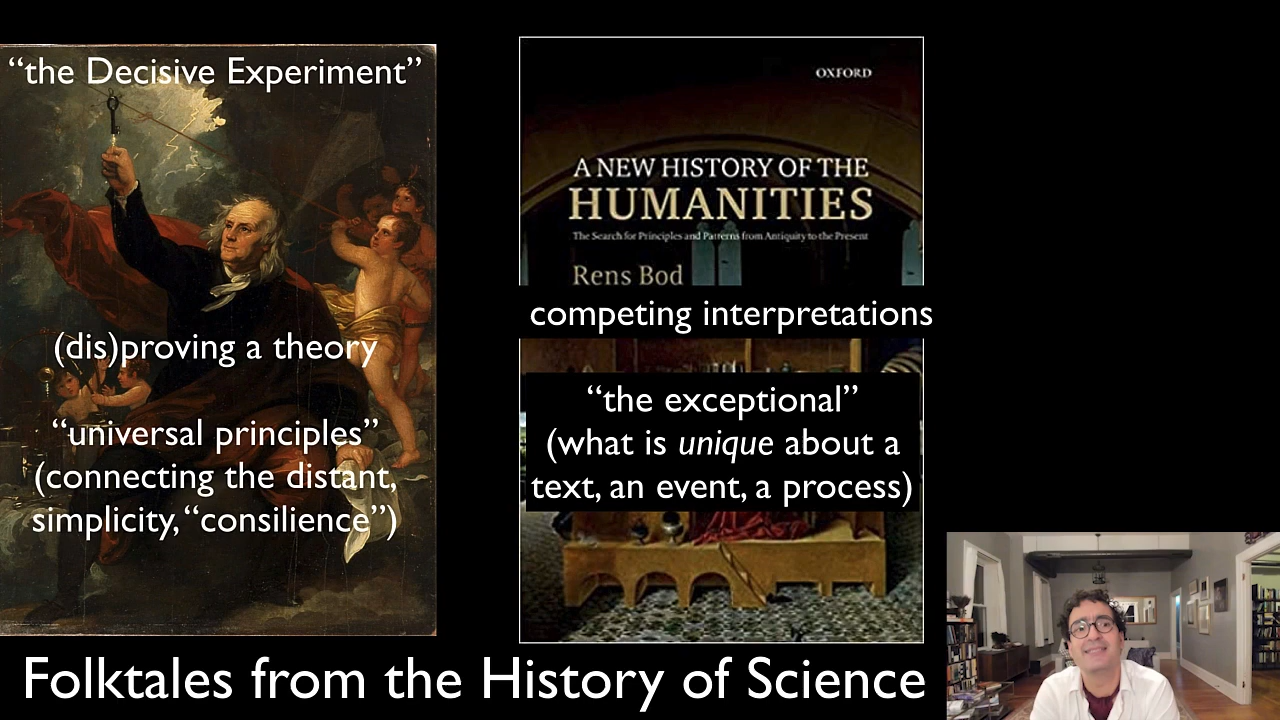 “the Decisive Experiment”
(dis)proving a theory
“universal principles”
(connecting the distant,
simplicity, “consilience”)
OXFORD
A NEW HISTORY OF THE
HUMANITIES
The Search for Principles and Patterns from Antiquity to the Present
Rens Bod
competing interpretations
“the exceptional”
(what is unique about a
text, an event, a process)
Folktales from the History of Science